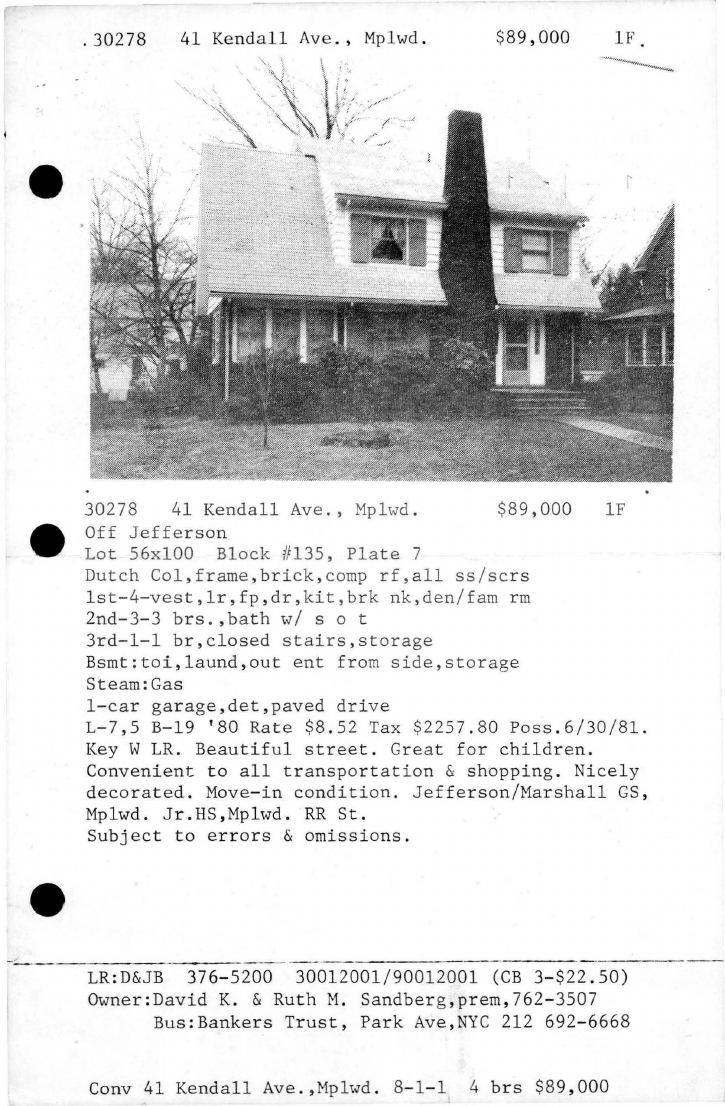 .30278 41 Kendall Ave., Mplwd. $89,000 1F.
30278 41 Kendall Ave., Mplwd. $89,000 1F
Off Jefferson
Lot 56x100 Block #135, Plate 7
Dutch Col,frame,brick,comp rf,all ss/scrs
1st-4-vest,lr,fp,dr,kit,brk nk,den/fam rm
2nd-3-3 brs.,bath w/ s o t
3rd-1-1 br,closed stairs,storage
Bsmt:toi,laund,out ent from side,storage
Steam:Gas
1-car garage,det,paved drive
L-7,5 B-19 '80 Rate $8.52 Tax $2257.80 Poss.6/30/81.
Key W LR. Beautiful street. Great for children.
Convenient to all transportation & shopping. Nicely
decorated. Move-in condition. Jefferson/Marshall GS,
Mplwd. Jr.HS,Mplwd. RR St.
Subject to errors & omissions.
LR:D&JB 376-5200 30012001/90012001 (CB 3-$22.50)
Owner:David K. & Ruth M. Sandberg,prem,762-3507
Bus:Bankers Trust, Park Ave,NYC 212 692-6668
Conv 41 Kendall Ave.,Mplwd. 8-1-1 4 brs $89,000